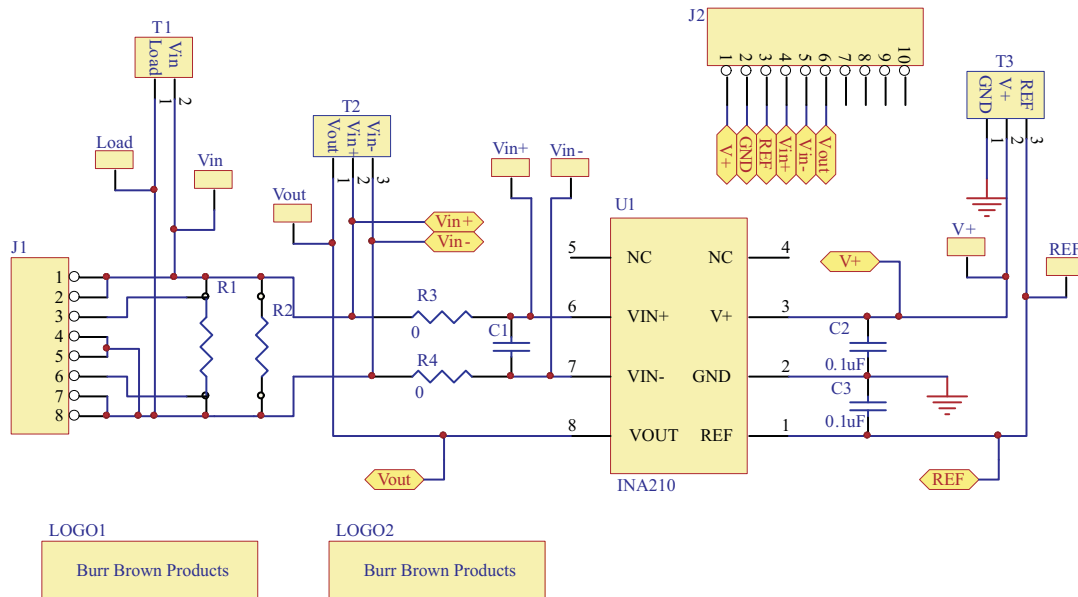 T1
Load
Vin
1
2
Load
Vin
T2
Vout
Vin+
Vin-
1
2
3
Vout
Vin+
Vin-
Vin+
Vin-
J2
1
2
3
4
5
6
7
8
9
10
V+
GND
REF
Vin+
Vin-
Vout
T3
GND
V+
REF
1
2
3
V+
REF
J1
1
2
3
4
5
6
7
8
R1
R2
R3
0
R4
0
C1
U1
5
NC
NC
4
6
VIN+
V+
3
7
VIN-
GND
2
8
VOUT
REF
1
INA210
V+
C2
0.1uF
C3
0.1uF
Vout
REF
LOGO1
Burr Brown Products
LOGO2
Burr Brown Products